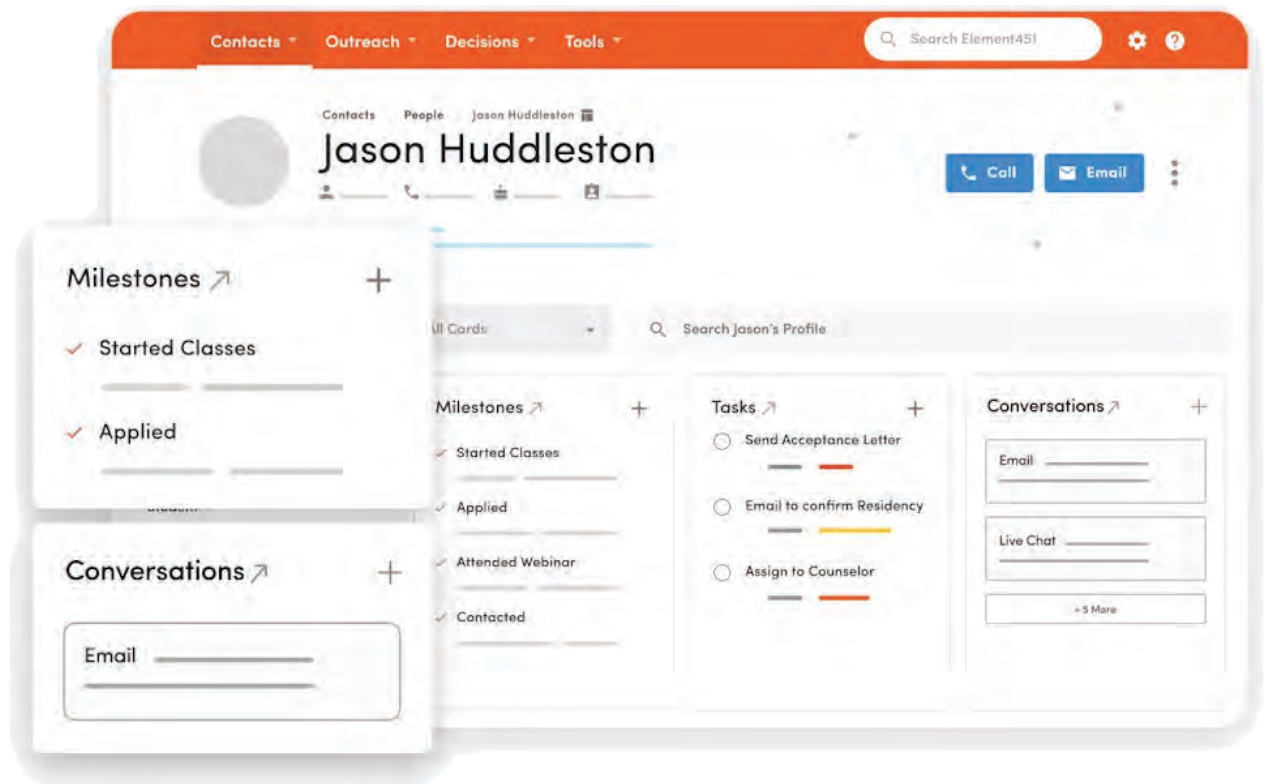 Contacts Outreach Decisions Tools Search Element451
Contacts People Jason Huddleston
Jason Huddleston
Call Email
Milestones
Started Classes
Applied
Conversations
Email
All Cards Search Jason's Profile
Milestones
Started Classes
Applied
Attended Webinar
Contacted
Tasks
Send Acceptance Letter
Email to confirm Residency
Assign to Counselor
Conversations
Email
Live Chat
+ 5 More